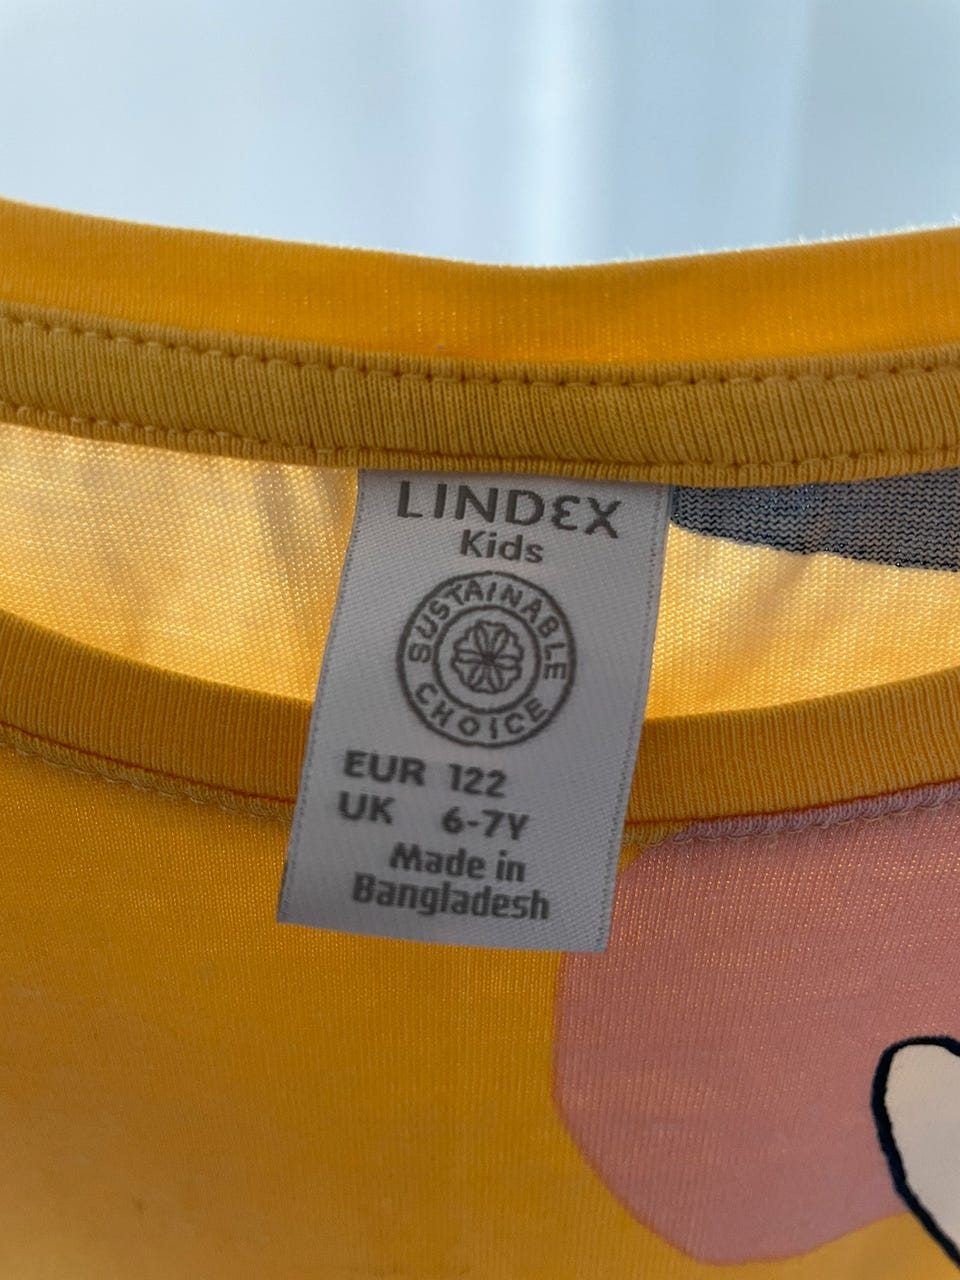 LINDEX
Kids
SUSTAINABLE
CHOICE
EUR 122
UK 6-7Y
Made in
Bangladesh